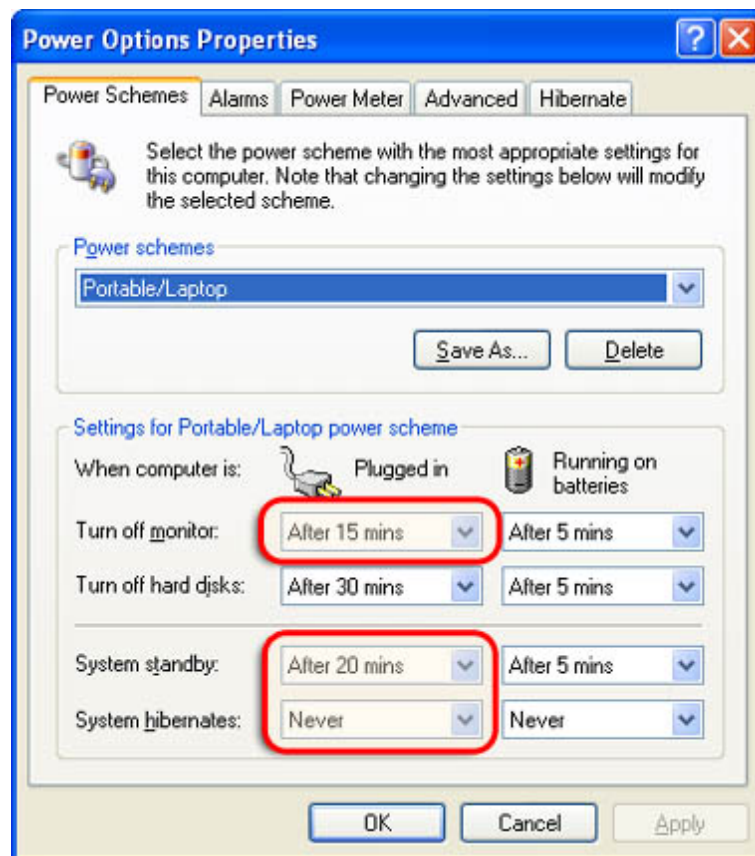 Power Options Properties
Power Schemes Alarms Power Meter Advanced Hibernate
Select the power scheme with the most appropriate settings for
this computer. Note that changing the settings below will modify
the selected scheme.
Power schemes
Portable/Laptop
Save As... Delete
Settings for Portable/Laptop power scheme
When computer is: Plugged in Running on
batteries
Turn off monitor: After 15 mins After 5 mins
Turn off hard disks: After 30 mins After 5 mins
System standby: After 20 mins After 5 mins
System hibernates: Never Never
OK Cancel Apply